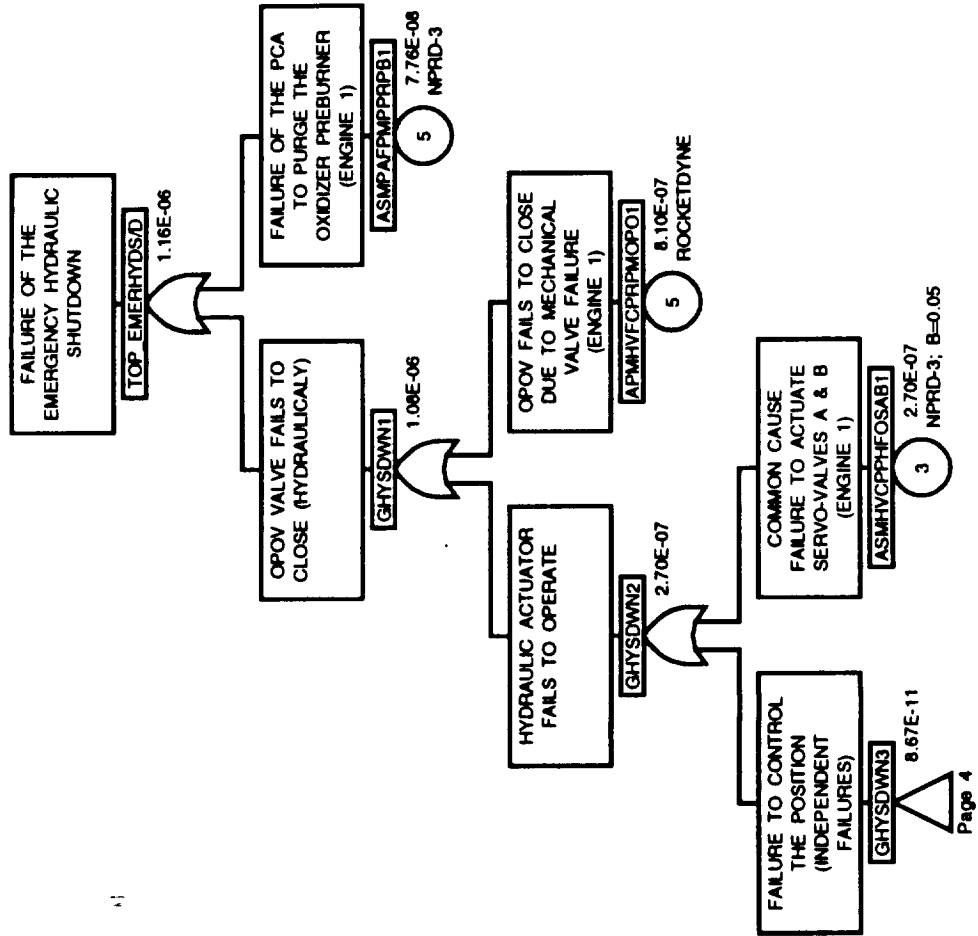 FAILURE OF THE
EMERGENCY HYDRAULIC
SHUTDOWN
TOP_EMERHYDS/D
1.16E-06
OPOV VALVE FAILS TO
CLOSE (HYDRAULICALY)
GHYSDWN1
1.08E-06
FAILURE OF THE PCA
TO PURGE THE
OXIDIZER PREBURNER
(ENGINE 1)
ASMPAFPMPPRPB1
5
7.76E-08
NPRD-3
HYDRAULIC ACTUATOR
FAILS TO OPERATE
GHYSDWN2
2.70E-07
OPOV FAILS TO CLOSE
DUE TO MECHANICAL
VALVE FAILURE
(ENGINE 1)
APMHVFCPRPMOPO1
5
8.10E-07
ROCKETDYNE
FAILURE TO CONTROL
THE POSITION
(INDEPENDENT
FAILURES)
GHYSDWN3
8.67E-11
Page 4
COMMON CAUSE
FAILURE TO ACTUATE
SERVO-VALVES A & B
(ENGINE 1)
ASMHVCPPHFOSAB1
3
2.70E-07
NPRD-3; B=0.05